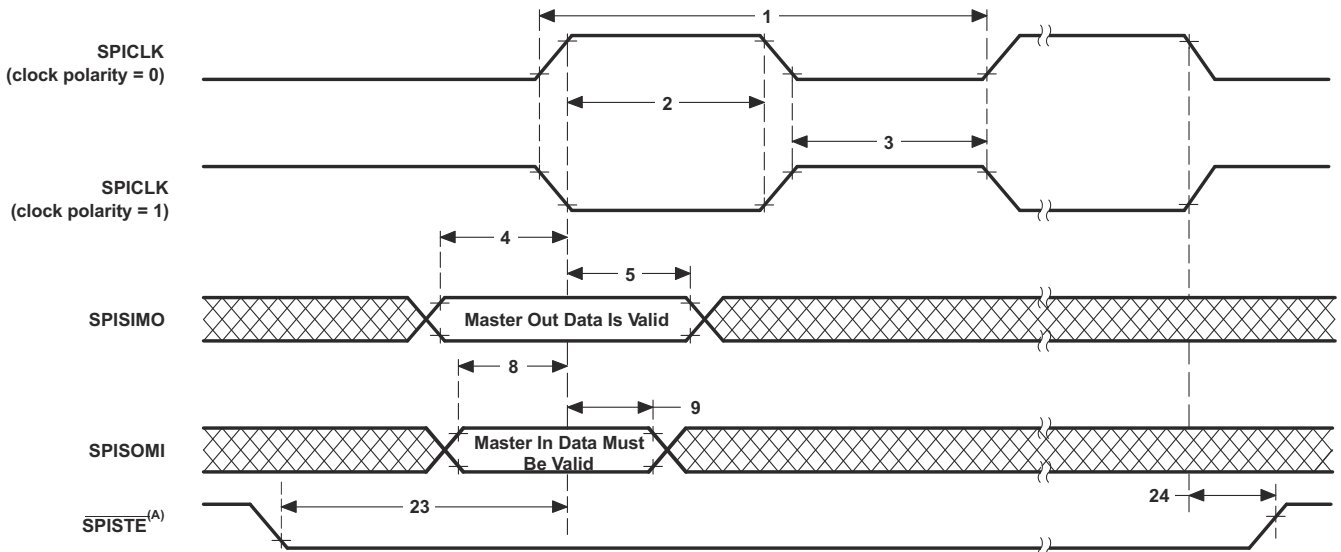 1
SPICLK
(clock polarity = 0)
2
3
SPICLK
(clock polarity = 1)
4
5
SPISIMO
Master Out Data Is Valid
8
9
SPISOMI
Master In Data Must
Be Valid
23
24
SPISTE(A)